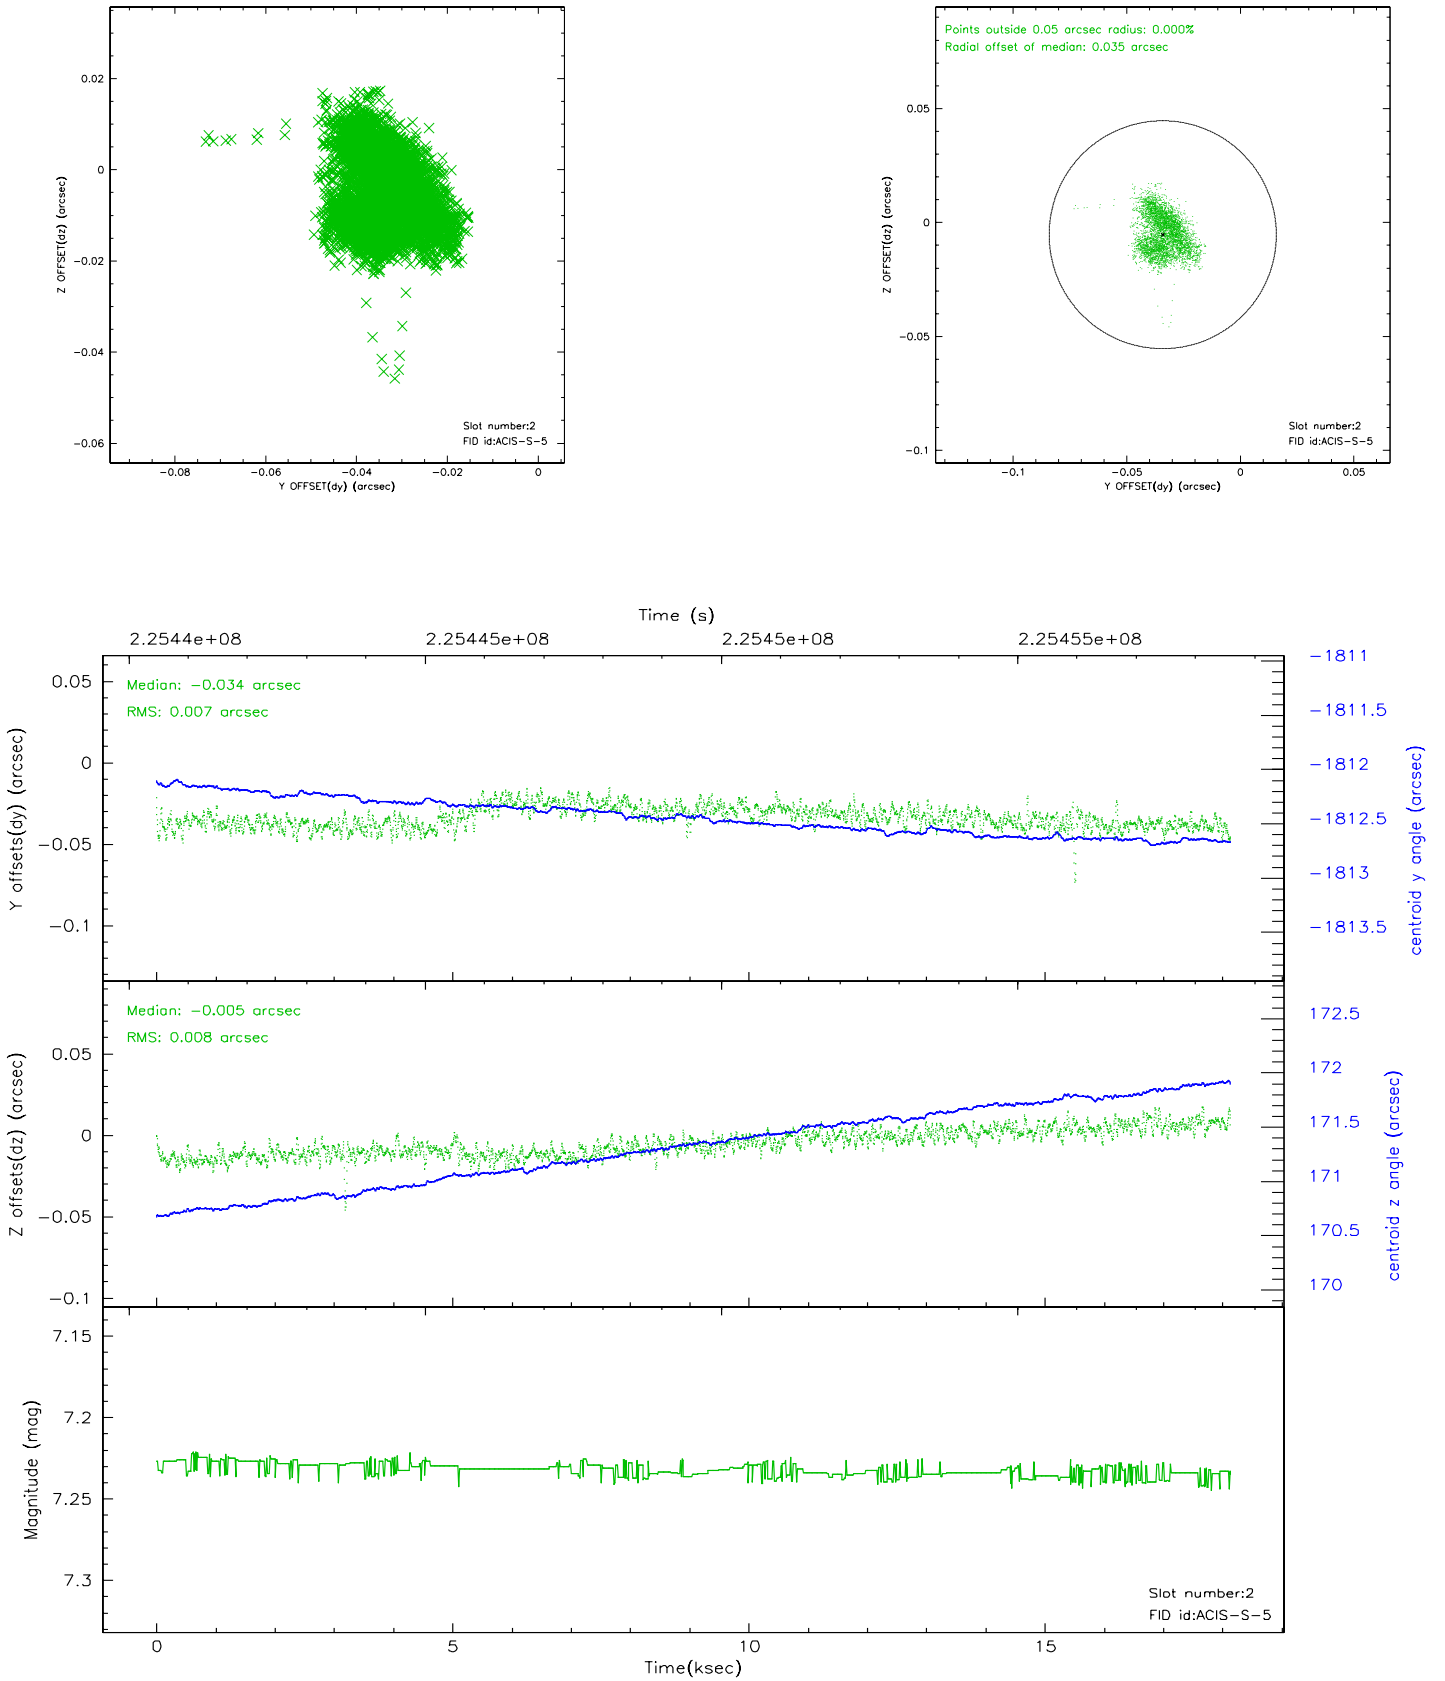 0.02
0
-0.02
-0.04
-0.06
Z OFFSET(dz) (arcsec)
-0.08 -0.06 -0.04 -0.02 0
Y OFFSET(dy) (arcsec)
Slot number:2
FID id:ACIS-S-5
Points outside 0.05 arcsec radius: 0.000%
Radial offset of median: 0.035 arcsec
0.05
0
-0.05
-0.1
Z OFFSET(dz) (arcsec)
-0.1 -0.05 0 0.05
Y OFFSET(dy) (arcsec)
Slot number:2
FID id:ACIS-S-5
Time (s)
2.2544e+08 2.25445e+08 2.2545e+08 2.25455e+08
Median: -0.034 arcsec
RMS: 0.007 arcsec
0.05
0
-0.05
-0.1
Y offsets(dy) (arcsec)
-1811
-1811.5
-1812
-1812.5
-1813
-1813.5
centroid y angle (arcsec)
Median: -0.005 arcsec
RMS: 0.008 arcsec
0.05
0
-0.05
-0.1
Z offsets(dz) (arcsec)
172.5
172
171.5
171
170.5
170
centroid z angle (arcsec)
7.15
7.2
7.25
7.3
Magnitude (mag)
Slot number:2
FID id:ACIS-S-5
0 5 10 15
Time(ksec)